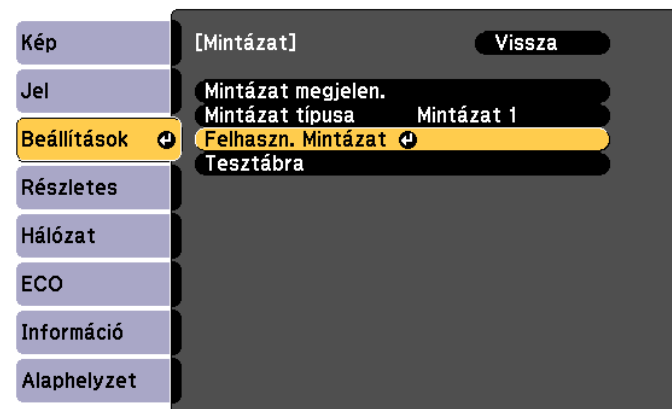 Kép
Jel
Beállítások
Részletes
Hálózat
ECO
Információ
Alaphelyzet
[Mintázat] Vissza
Mintázat megjelen.
Mintázat típusa Mintázat 1
Felhaszn. Mintázat
Tesztábra